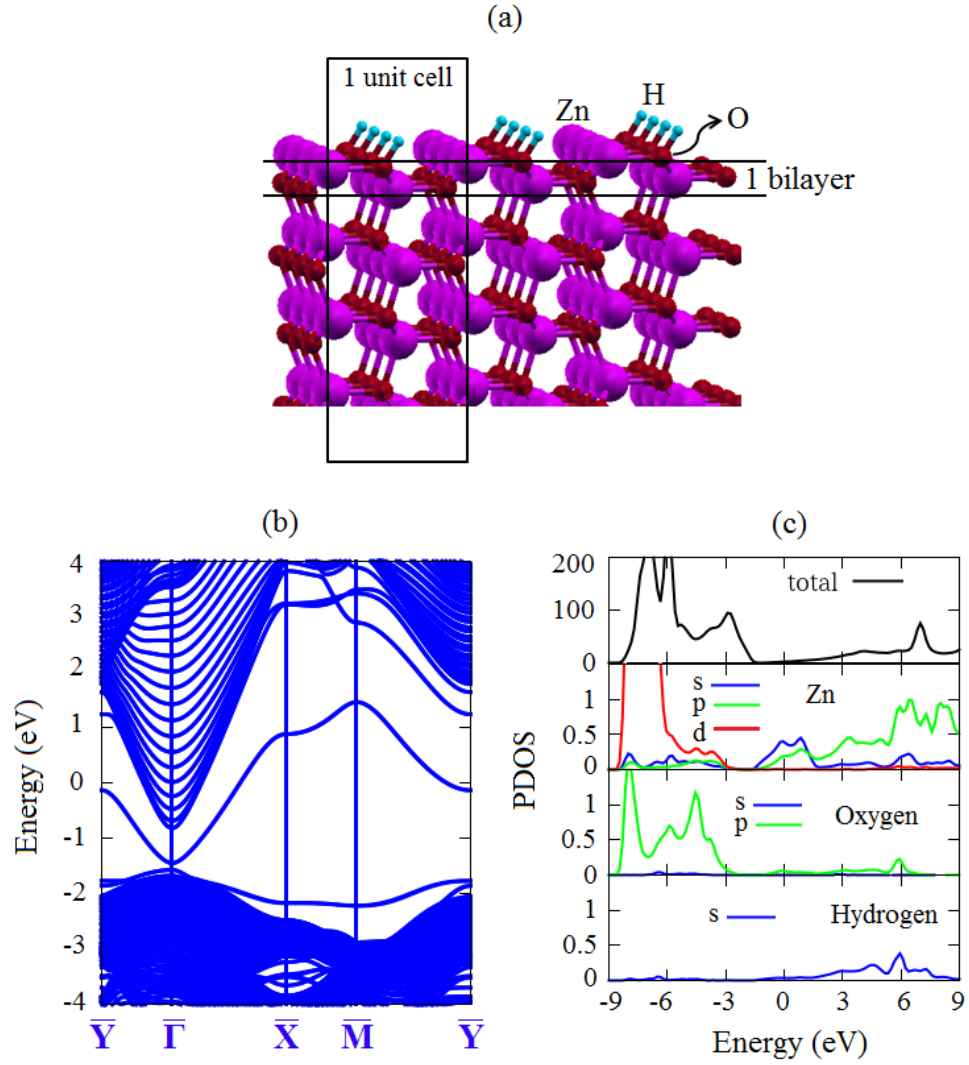 (a)
1 unit cell
Zn
H
O
1 bilayer
(b)
(c)
Energy (eV)
4
3
2
1
0
-1
-2
-3
-4
Y̅ Γ̅ X̅ M̅ Y̅
PDOS
200
100
0
total
1
0.5
0
s
p
d
Zn
1
0.5
0
s
p
Oxygen
1
0.5
0
s
Hydrogen
-9 -6 -3 0 3 6 9
Energy (eV)